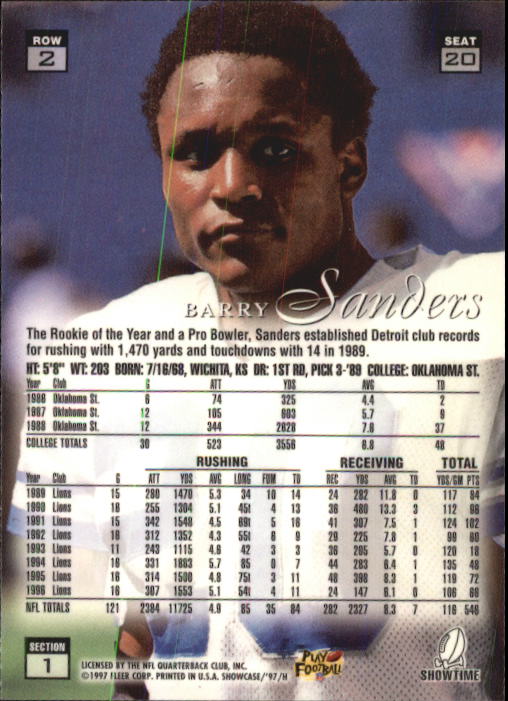 ROW
2
SEAT
20
BARRY Sanders
The Rookie of the Year and a Pro Bowler, Sanders established Detroit club records
for rushing with 1,470 yards and touchdowns with 14 in 1989.
HT: 5'8" WT: 203 BORN: 7/16/68, WICHITA, KS DR: 1ST RD, PICK 3-'89 COLLEGE: OKLAHOMA ST.
Year Club G ATT YDS AVG TD
1986 Oklahoma St. 6 74 325 4.4 2
1987 Oklahoma St. 12 105 603 5.7 9
1988 Oklahoma St. 12 344 2628 7.6 37
COLLEGE TOTALS 30 523 3556 6.8 48
RUSHING RECEIVING TOTAL
Year Club G ATT YDS AVG LONG FUM TD REC YDS AVG TD YDS/GM PTS
1989 Lions 15 280 1470 5.3 34 10 14 24 282 11.8 0 117 84
1990 Lions 16 255 1304 5.1 45t 4 13 36 480 13.3 3 112 96
1991 Lions 15 342 1548 4.5 69t 5 16 41 307 7.5 1 124 102
1992 Lions 16 312 1352 4.3 55t 6 9 29 225 7.8 1 99 60
1993 Lions 11 243 1115 4.6 42 3 3 36 205 5.7 0 120 18
1994 Lions 16 331 1883 5.7 85 0 7 44 283 6.4 1 135 48
1995 Lions 16 314 1500 4.8 75t 3 11 48 398 8.3 1 119 72
1996 Lions 16 307 1553 5.1 54t 4 11 24 147 6.1 0 106 66
NFL TOTALS 121 2384 11725 4.9 85 35 84 282 2327 8.3 7 116 546
SECTION
1
LICENSED BY THE NFL QUARTERBACK CLUB, INC.
©1997 FLEER CORP. PRINTED IN U.S.A. SHOWCASE/'97/H
PLAY
FOOTBALL
SHOWTIME